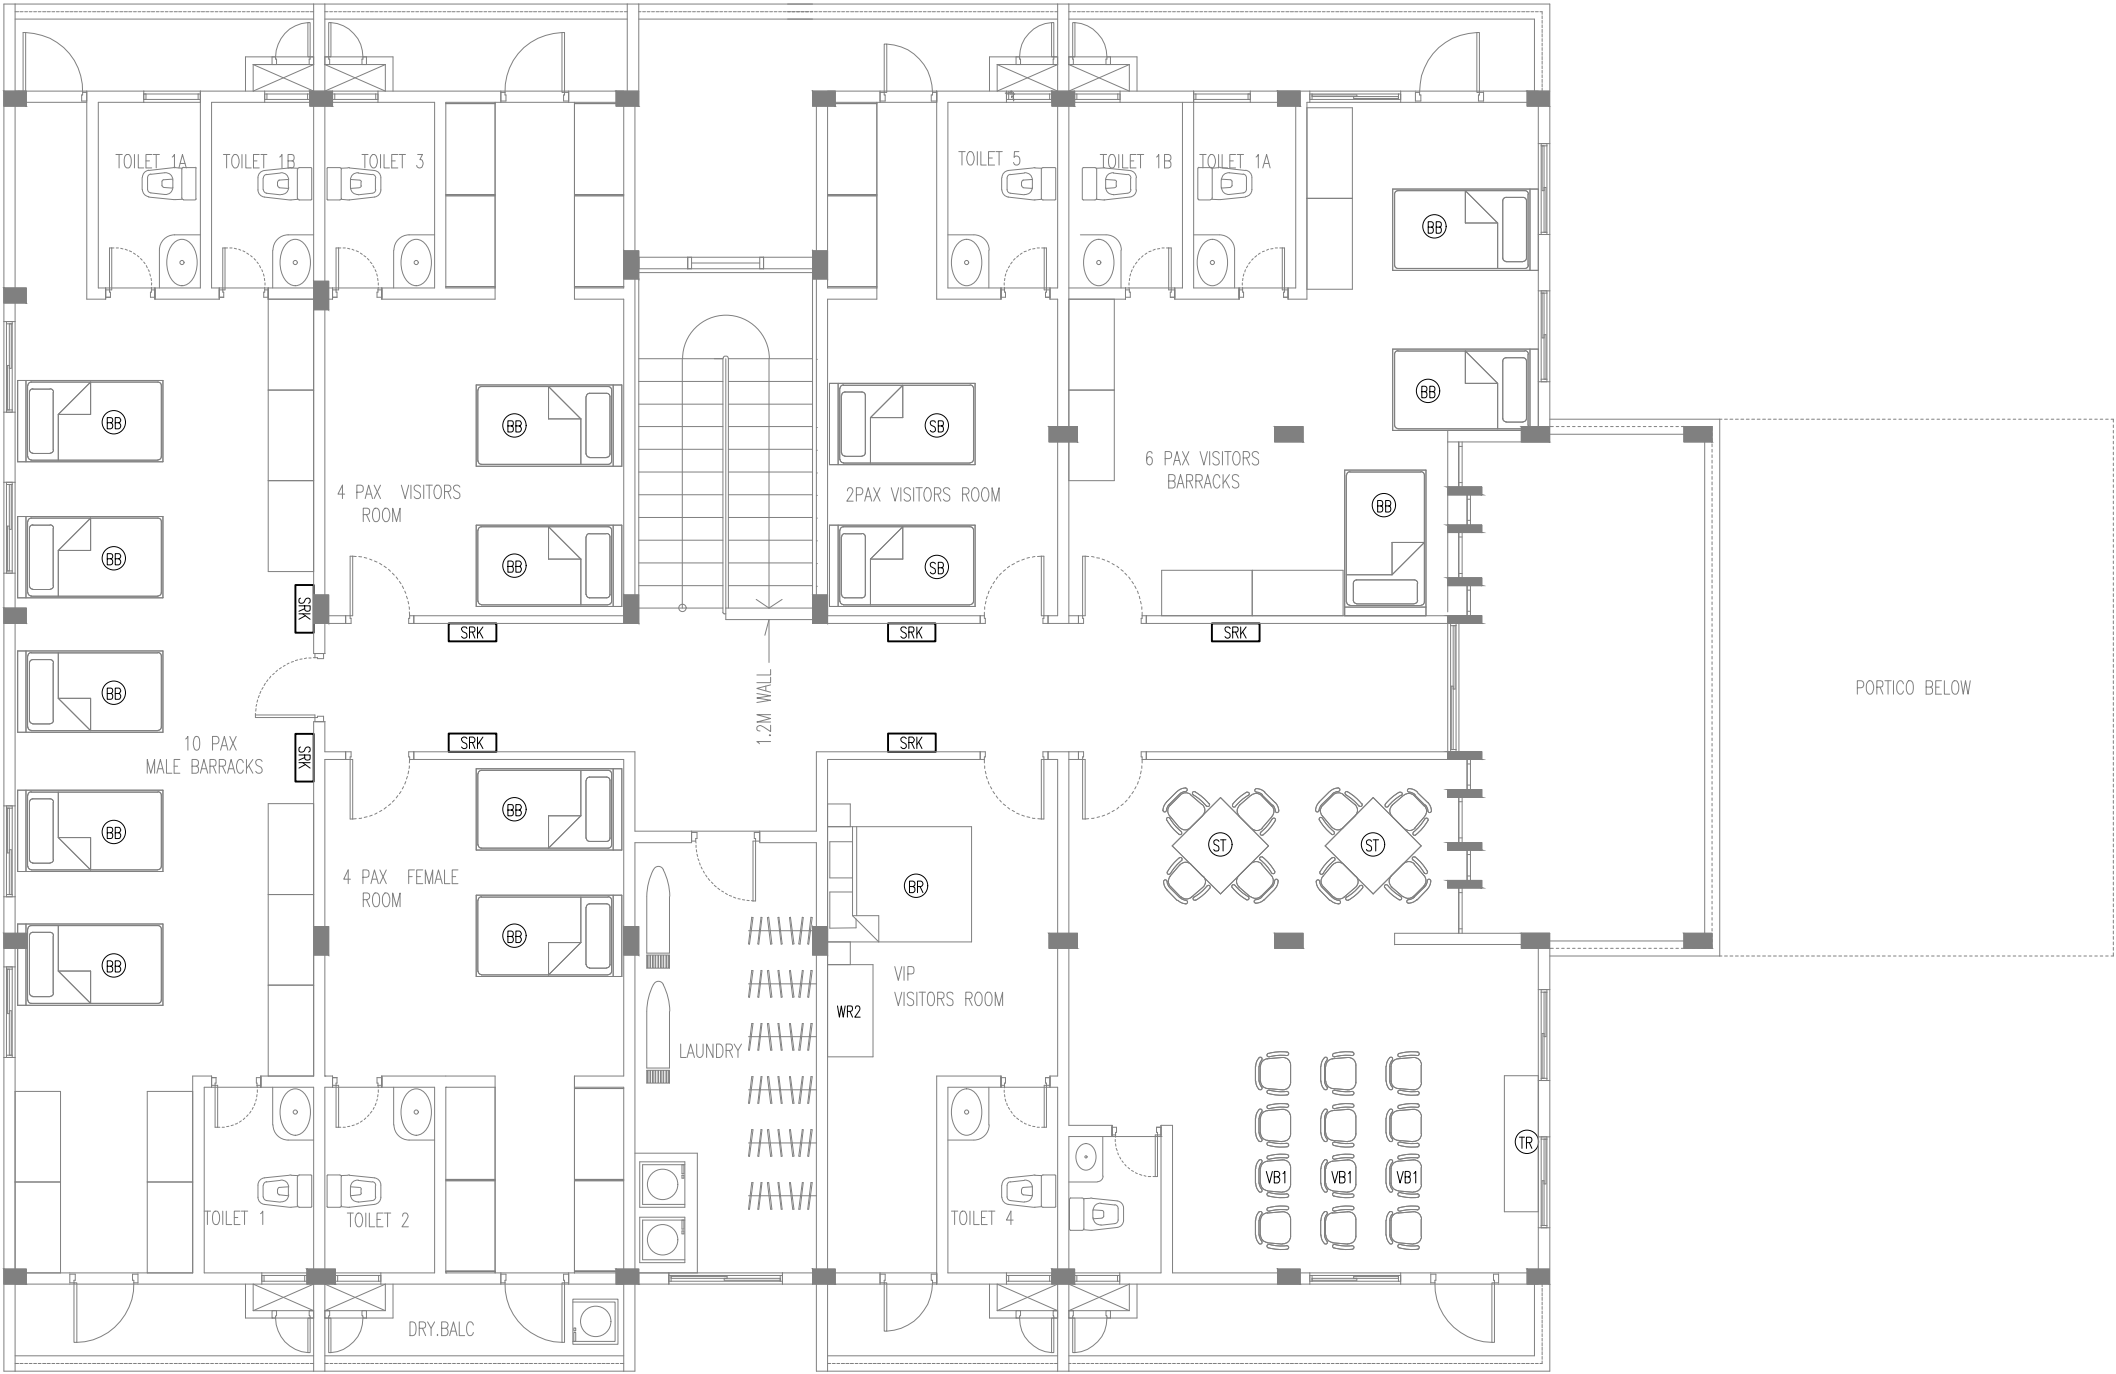 TOILET 1A
TOILET 1B
TOILET 3
TOILET 5
TOILET 1B
TOILET 1A
BB
BB
BB
BB
SB
BB
4 PAX VISITORS
ROOM
2PAX VISITORS ROOM
6 PAX VISITORS
BARRACKS
BB
BB
BB
SB
SRK
SRK
SRK
SRK
BB
1.2M WALL
PORTICO BELOW
10 PAX
MALE BARRACKS
SRK
SRK
SRK
BB
BB
ST
ST
4 PAX FEMALE
ROOM
BR
BB
BB
VIP
VISITORS ROOM
WR2
LAUNDRY
TR
VB1
VB1
VB1
TOILET 1
TOILET 2
TOILET 4
DRY.BALC